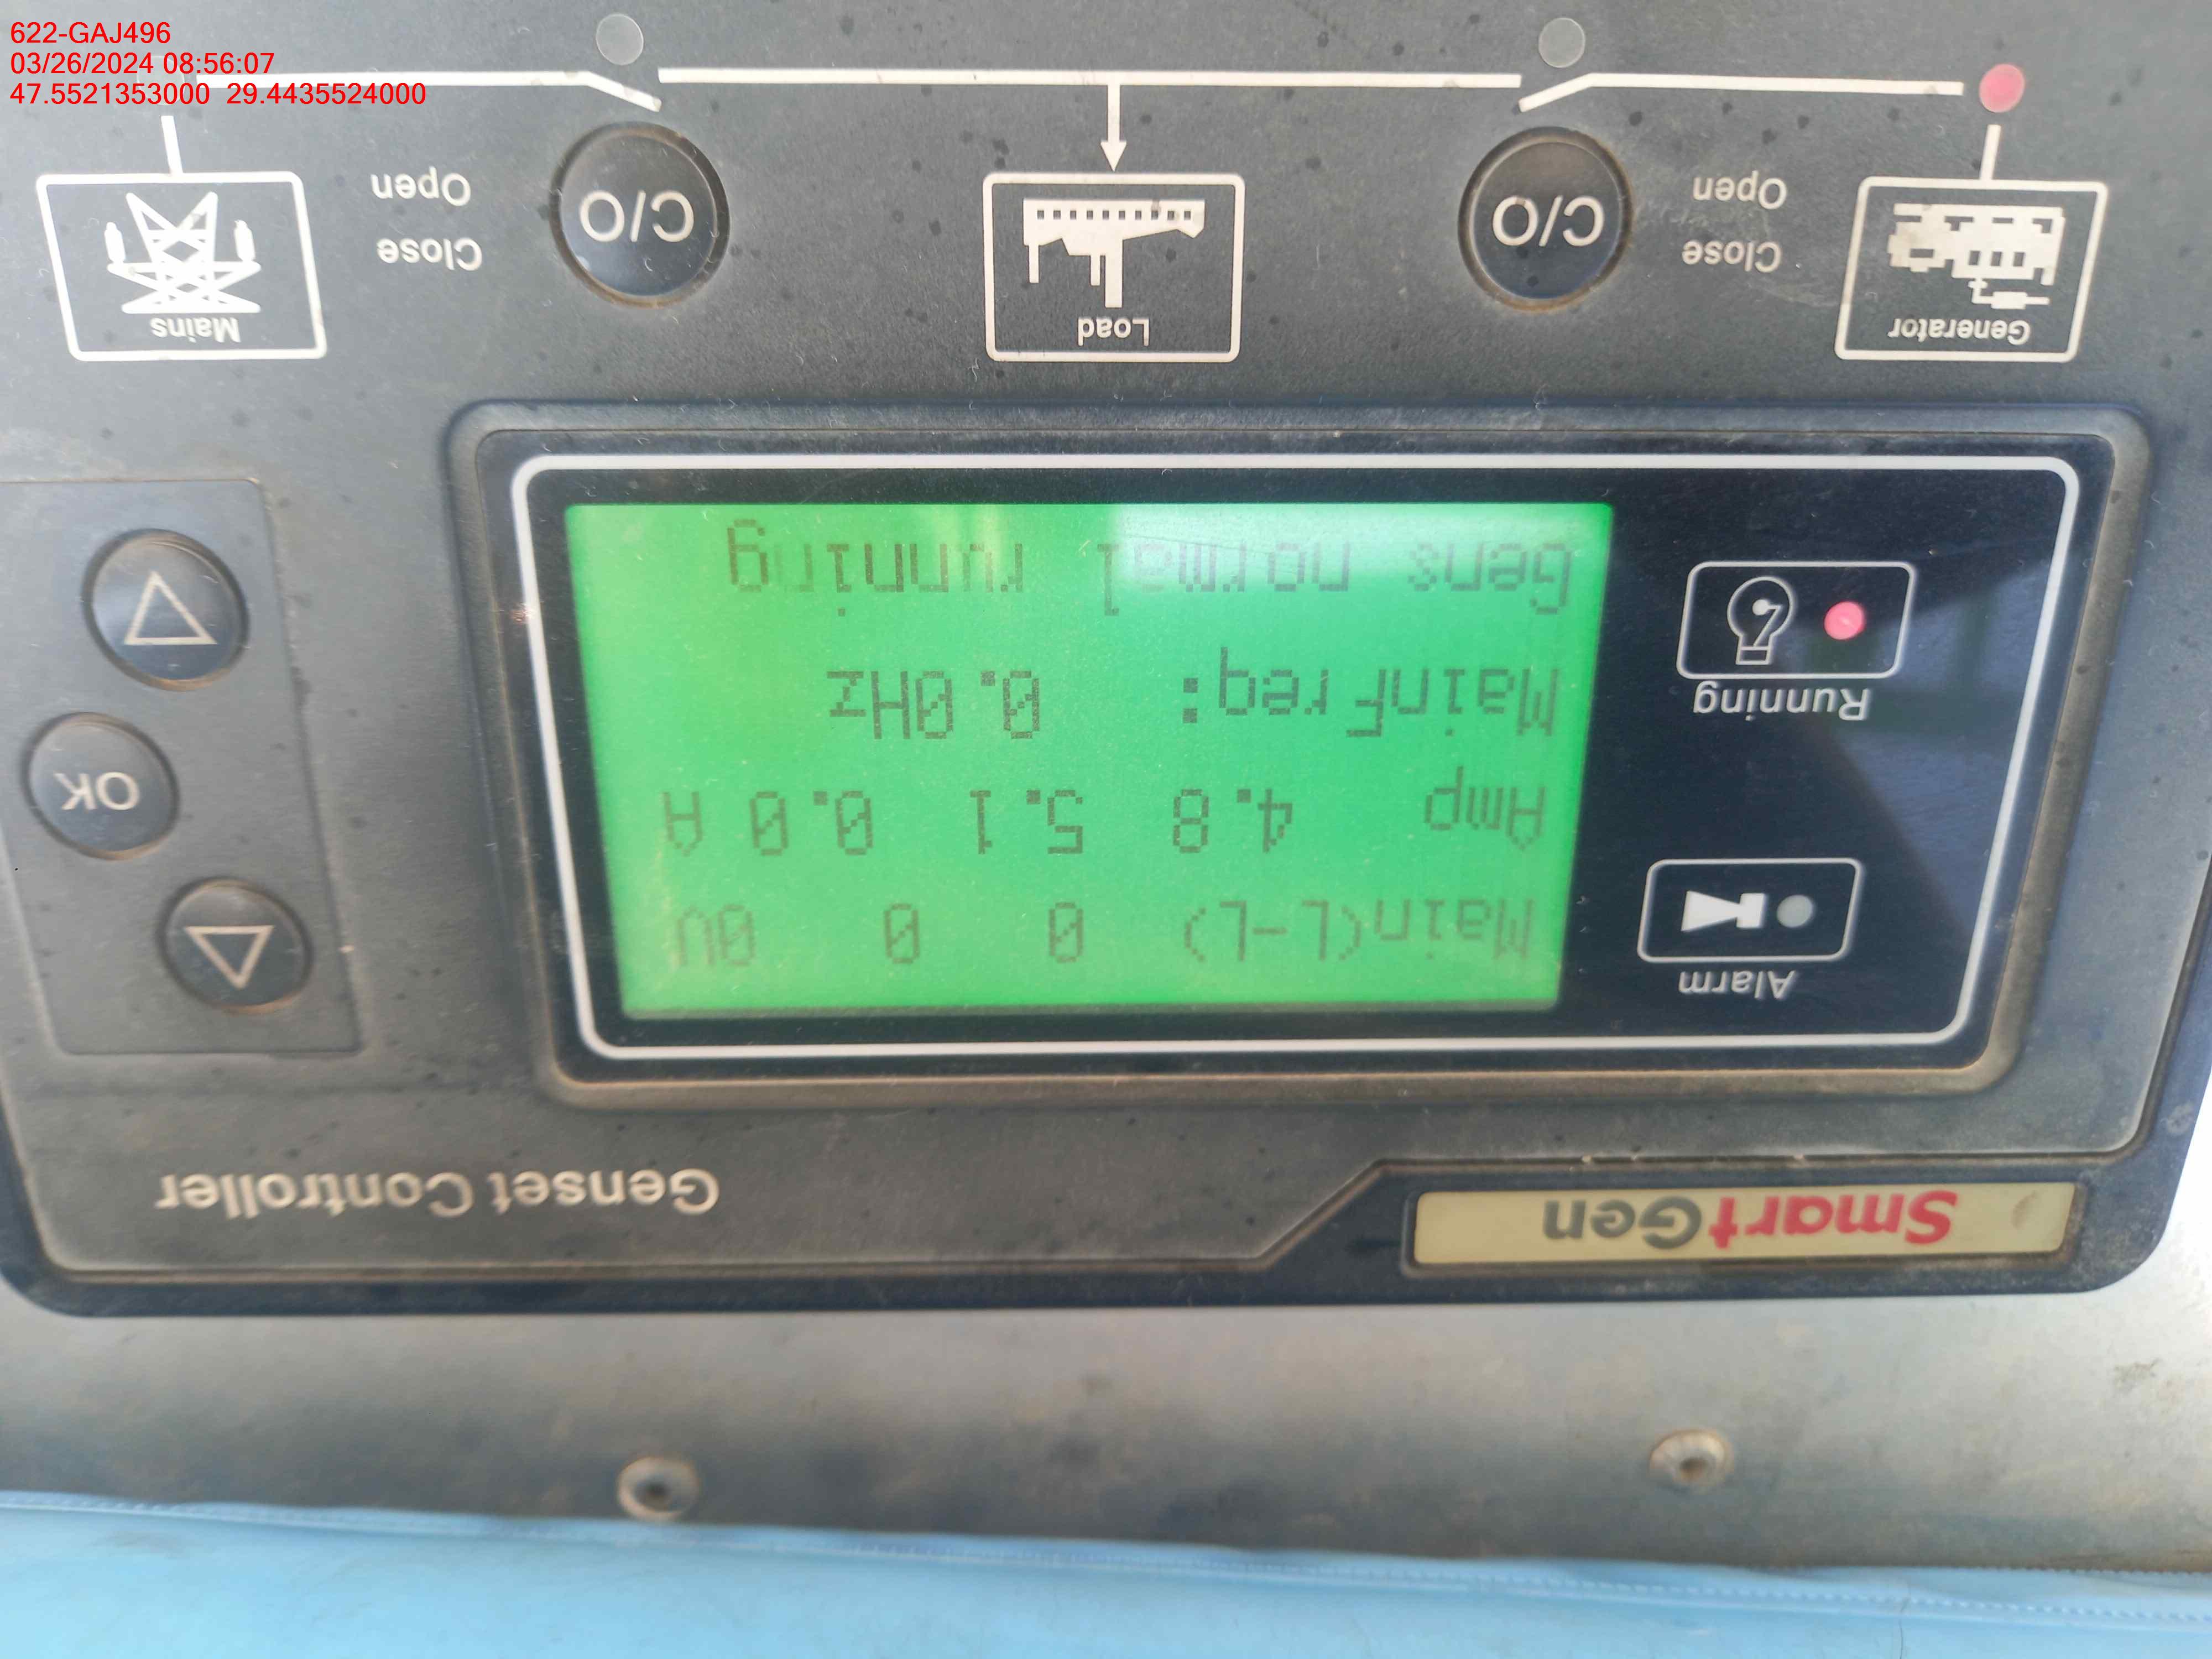 622-GAJ496
03/26/2024 08:56:07
47.5521353000 29.4435524000
SmartGen
Genset Controller
Main(L-L) 0 0 0V
Amp 4.8 5.1 0.0 A
MainFreq: 0.0Hz
Gens normal running
Alarm
Running
OK
Generator
Close
Open
C/O
Load
C/O
Close
Open
Mains